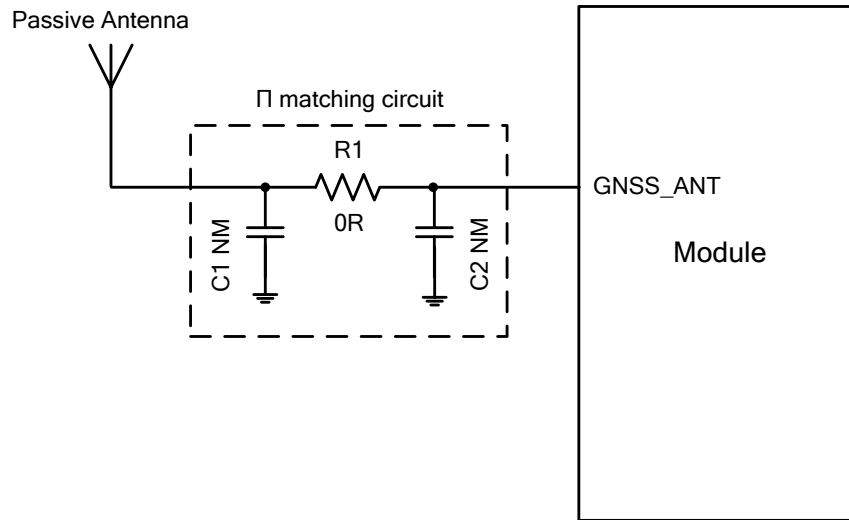 Passive Antenna
Π matching circuit
R1
0R
C1 NM
C2 NM
GNSS_ANT
Module